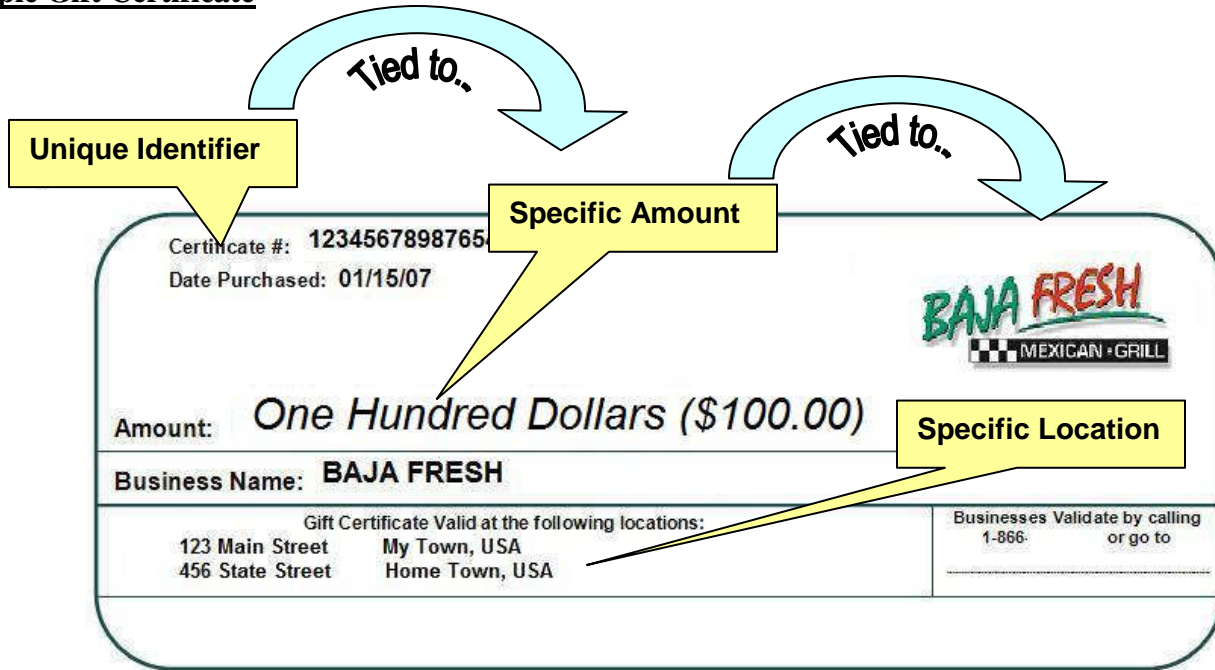 Gift Certificate
Tied to..
Tied to..
Unique Identifier
Specific Amount
Certificate #:
Date Purchased: 01/15/07
BAJA FRESH
MEXICAN • GRILL
Amount: One Hundred Dollars ($100.00)
Specific Location
Business Name: BAJA FRESH
Gift Certificate Valid at the following locations:
123 Main Street My Town, USA
456 State Street Home Town, USA
Businesses Validate by calling
1-866- or go to